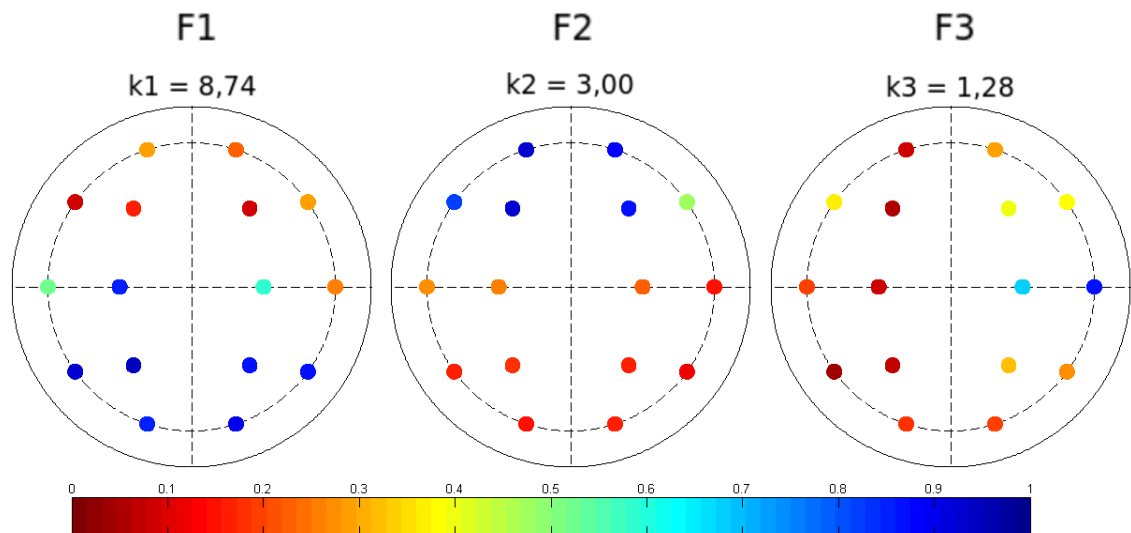 F1 F2 F3
k1 = 8,74 k2 = 3,00 k3 = 1,28
0 0.1 0.2 0.3 0.4 0.5 0.6 0.7 0.8 0.9 1